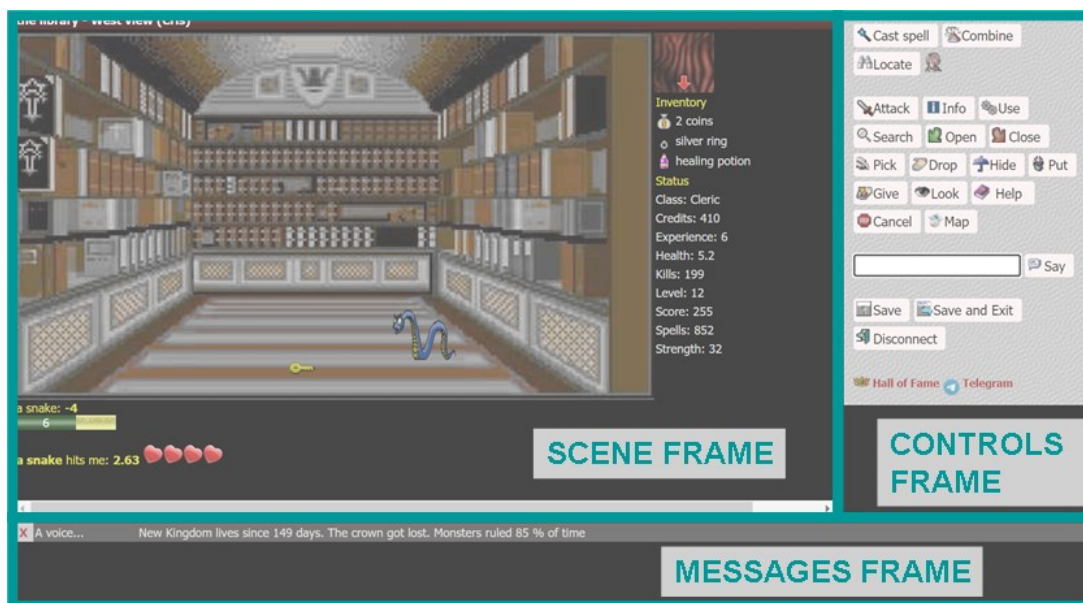 the library - West view (Cris)
Inventory
2 coins
silver ring
healing potion
Status
Class: Cleric
Credits: 410
Experience: 6
Health: 5.2
Kills: 199
Level: 12
Score: 255
Spells: 852
Strength: 32
a snake: -4
6
a snake hits me: 2.63
SCENE FRAME
Cast spell Combine
Locate
Attack Info Use
Search Open Close
Pick Drop Hide Put
Give Look Help
Cancel Map
Say
Save Save and Exit
Disconnect
Hall of Fame Telegram
CONTROLS
FRAME
X A voice... New Kingdom lives since 149 days. The crown got lost. Monsters ruled 85 % of time
MESSAGES FRAME